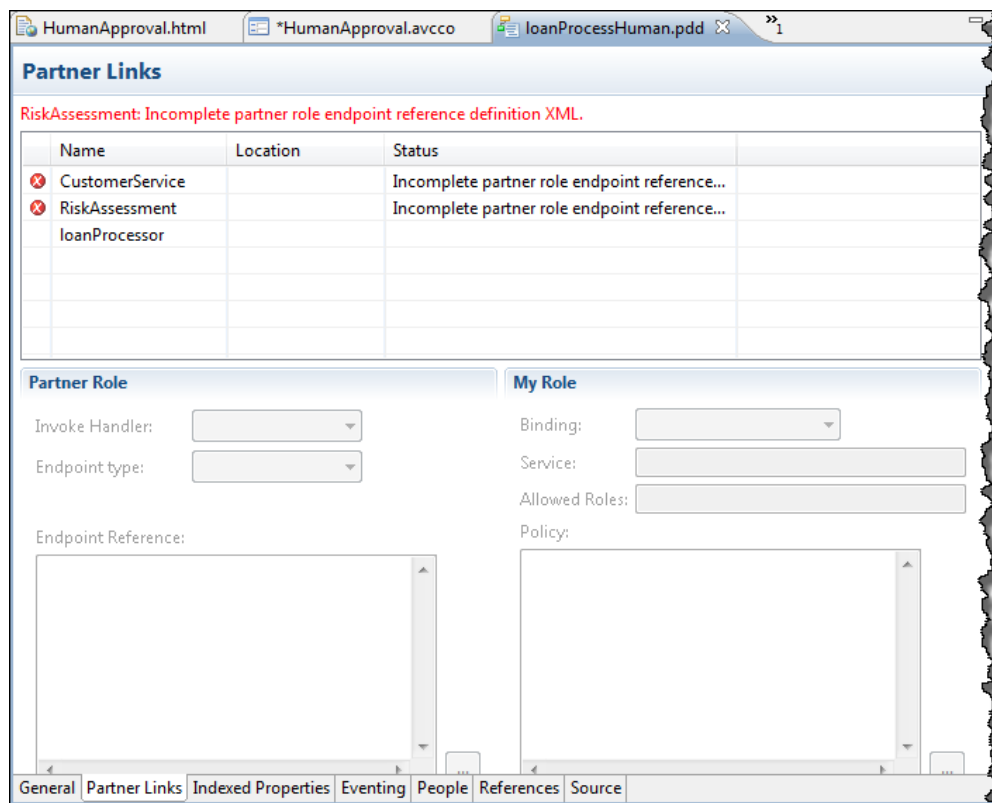 HumanApproval.html *HumanApproval.avcco loanProcessHuman.pdd »1
Partner Links
RiskAssessment: Incomplete partner role endpoint reference definition XML.
Name Location Status
CustomerService Incomplete partner role endpoint reference...
RiskAssessment Incomplete partner role endpoint reference...
loanProcessor
Partner Role My Role
Invoke Handler: Binding:
Endpoint type: Service:
Allowed Roles:
Endpoint Reference: Policy:
... ...
General Partner Links Indexed Properties Eventing People References Source